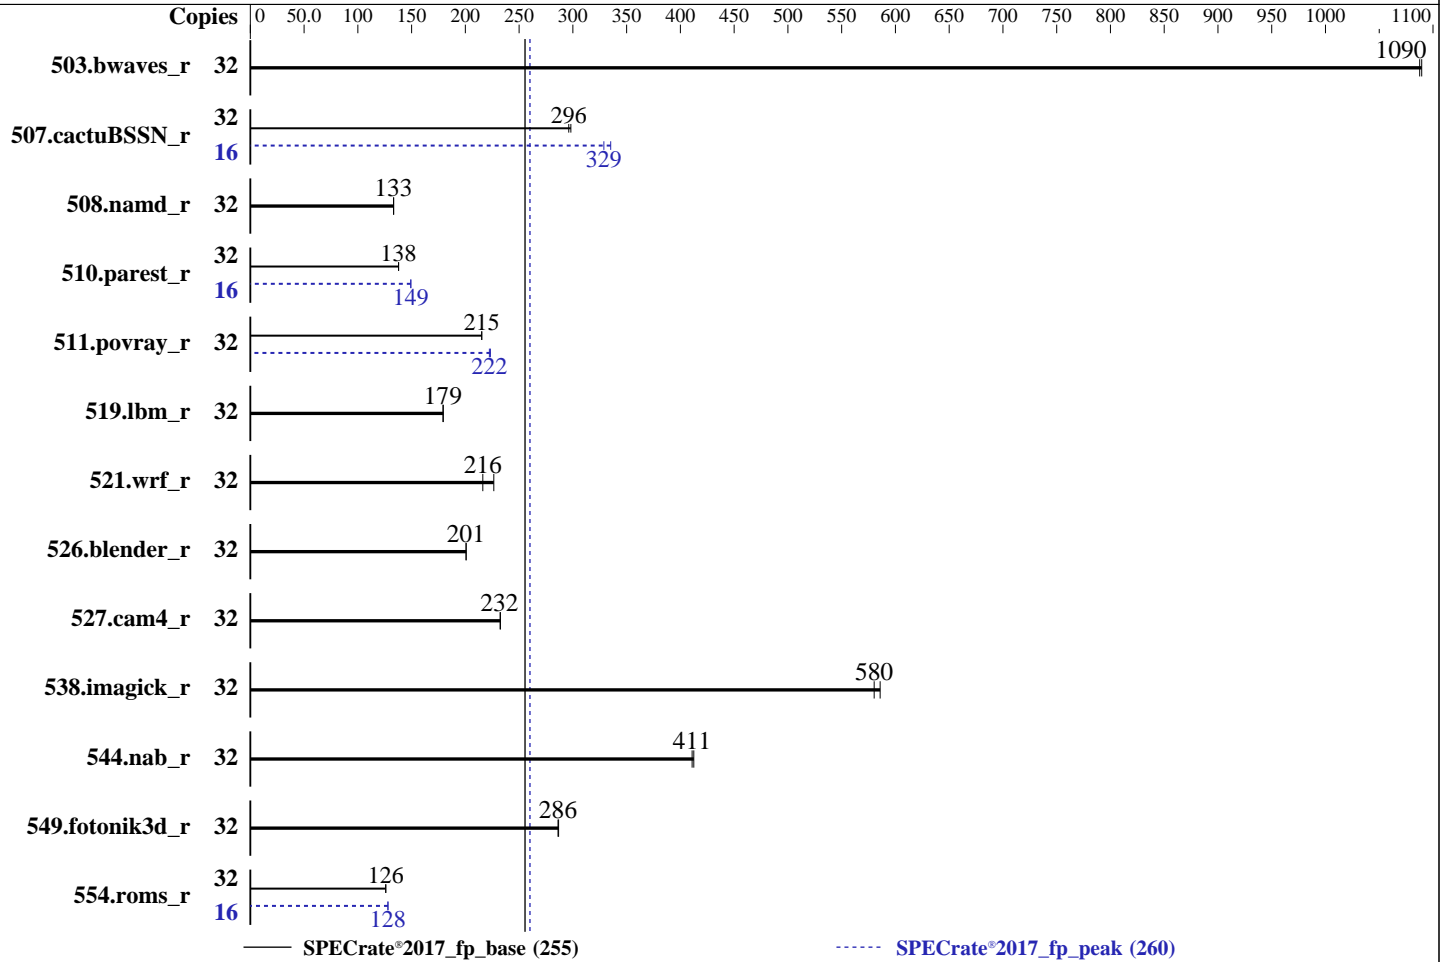 Copies 0 50.0 100 150 200 250 300 350 400 450 500 550 600 650 700 750 800 850 900 950 1000 1100
1090
503.bwaves_r 32
32 296
507.cactuBSSN_r
16 329
133
508.namd_r 32
32 138
510.parest_r
16 149
215
511.povray_r 32
222
179
519.lbm_r 32
216
521.wrf_r 32
201
526.blender_r 32
232
527.cam4_r 32
580
538.imagick_r 32
411
544.nab_r 32
286
549.fotonik3d_r 32
32 126
554.roms_r
16 128
SPECrate®2017_fp_base (255) SPECrate®2017_fp_peak (260)